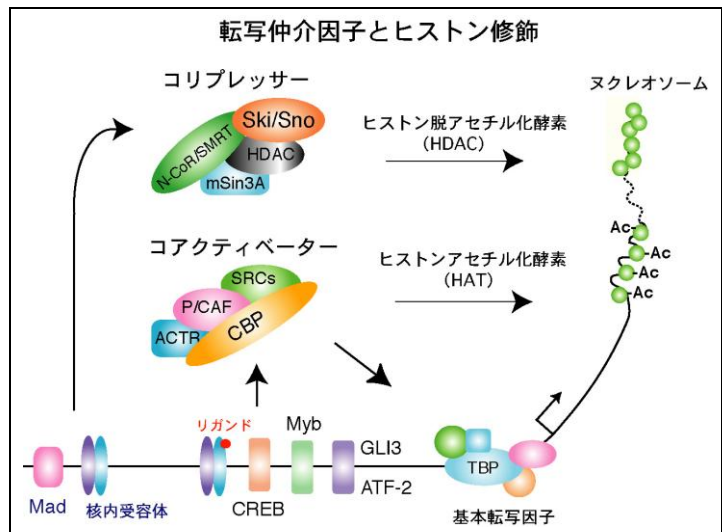 転写仲介因子とヒストン修飾
コリプレッサー
ヌクレオソーム
Ski/Sno
N-CoR/SMRT
HDAC
mSin3A
ヒストン脱アセチル化酵素
（HDAC）
コアクティベーター
SRCs
P/CAF
CBP
ACTR
ヒストンアセチル化酵素
（HAT）
Ac
Ac
Ac
Ac
リガンド
Myb
GLI3
Mad
核内受容体
CREB
ATF-2
TBP
基本転写因子